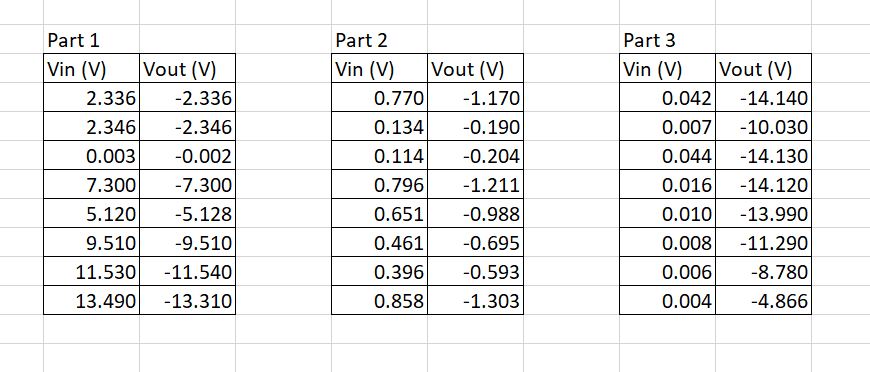 Part 1 Part 2 Part 3
Vin (V) Vout (V) Vin (V) Vout (V) Vin (V) Vout (V)
2.336 -2.336 0.770 -1.170 0.042 -14.140
2.346 -2.346 0.134 -0.190 0.007 -10.030
0.003 -0.002 0.114 -0.204 0.044 -14.130
7.300 -7.300 0.796 -1.211 0.016 -14.120
5.120 -5.128 0.651 -0.988 0.010 -13.990
9.510 -9.510 0.461 -0.695 0.008 -11.290
11.530 -11.540 0.396 -0.593 0.006 -8.780
13.490 -13.310 0.858 -1.303 0.004 -4.866